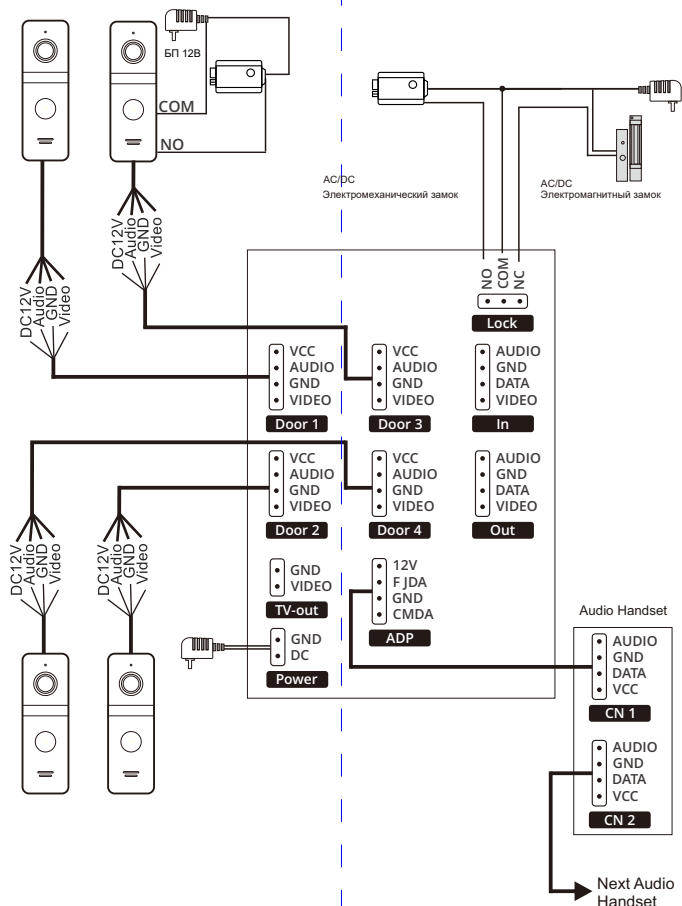 БП 12В
COM
NO
AC/DC
Электромеханический замок
AC/DC
Электромагнитный замок
DC12V
Audio
GND
Video
DC12V
Audio
GND
Video
NO
COM
NC
Lock
VCC
AUDIO
GND
VIDEO
Door 1
VCC
AUDIO
GND
VIDEO
Door 3
AUDIO
GND
DATA
VIDEO
In
VCC
AUDIO
GND
VIDEO
Door 2
VCC
AUDIO
GND
VIDEO
Door 4
AUDIO
GND
DATA
VIDEO
Out
DC12V
Audio
GND
Video
DC12V
Audio
GND
Video
GND
VIDEO
TV-out
12V
F JDA
GND
CMDA
ADP
GND
DC
Power
Audio Handset
AUDIO
GND
DATA
VCC
CN 1
AUDIO
GND
DATA
VCC
CN 2
Next Audio
Handset